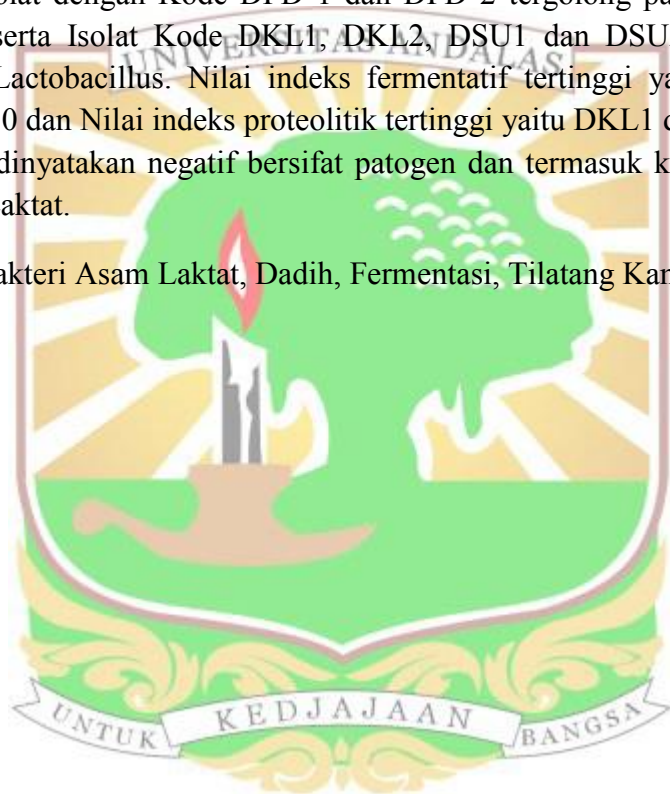 olat dengan Kode DPD 1 dan DPD 2 tergolong pa
serta Isolat Kode DKL1, DKL2, DSU1 dan DSU
UNIVERSITAS ANDALAS
Lactobacillus. Nilai indeks fermentatif tertinggi ya
0 dan Nilai indeks proteolitik tertinggi yaitu DKL1 
dinyatakan negatif bersifat patogen dan termasuk k
aktat.
akteri Asam Laktat, Dadih, Fermentasi, Tilatang Kam
UNTUK KEDJAJAAN BANGSA